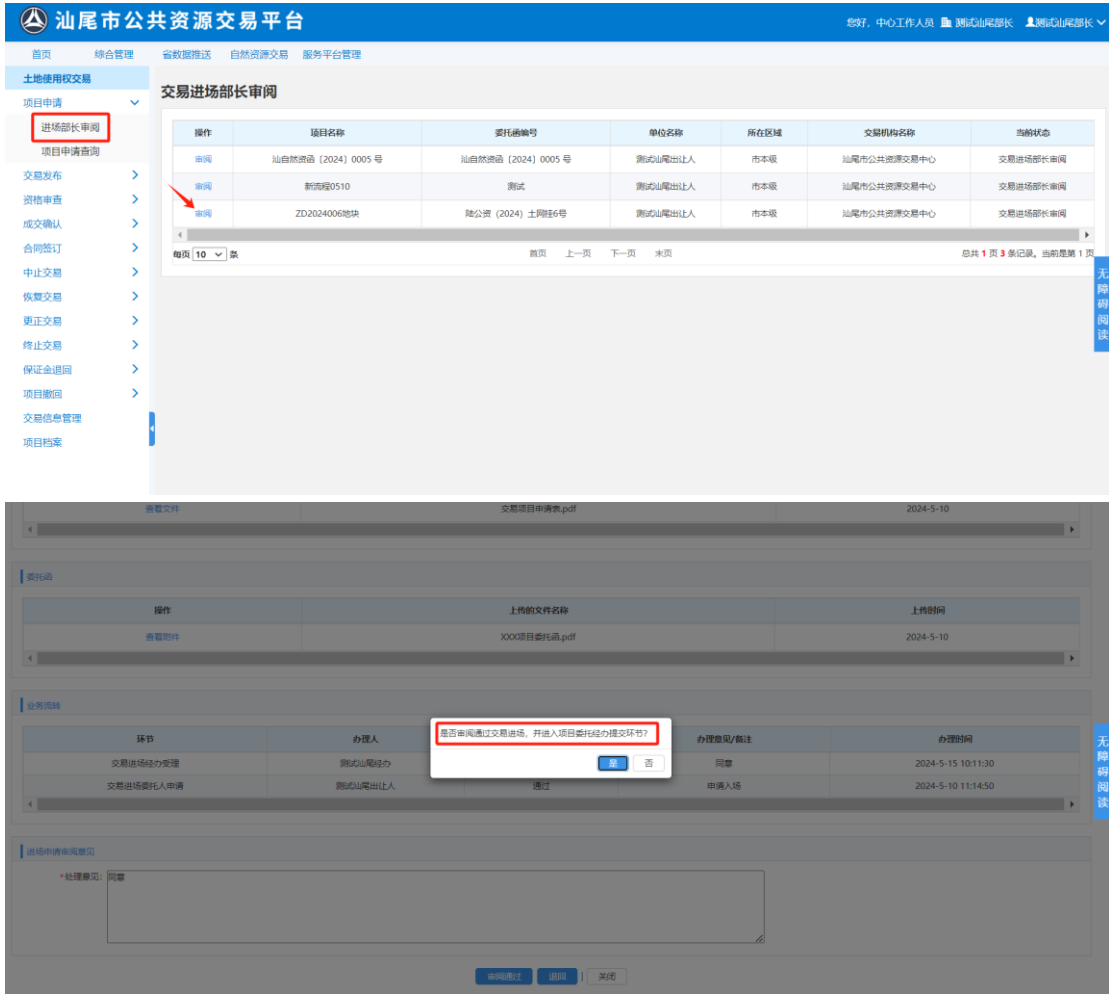 汕尾市公共资源交易平台
您好, 中心工作人员 测试汕尾部长 测试汕尾部长
首页 综合管理 省数据推送 自然资源交易 服务平台管理
土地使用权交易
项目申请
进场部长审阅
项目申请查询
交易发布
资格审查
成交确认
合同签订
中止交易
恢复交易
更正交易
终止交易
保证金退回
项目撤回
交易信息管理
项目档案
交易进场部长审阅
操作 项目名称 委托函编号 单位名称 所在区域 交易机构名称 当前状态
审阅 汕自然资函〔2024〕0005 号 汕自然资函〔2024〕0005 号 测试汕尾出让人 市本级 汕尾市公共资源交易中心 交易进场部长审阅
审阅 新流程0510 测试 测试汕尾出让人 市本级 汕尾市公共资源交易中心 交易进场部长审阅
审阅 ZD2024006地块 陆公资 (2024) 土网挂6号 测试汕尾出让人 市本级 汕尾市公共资源交易中心 交易进场部长审阅
每页 10 条 首页 上一页 下一页 末页 总共 1 页 3 条记录。当前是第 1 页
无障碍阅读
查看文件 交易项目申请表.pdf 2024-5-10
委托函
操作 上传的文件名称 上传时间
查看附件 XXX项目委托函.pdf 2024-5-10
业务流转
环节 办理人 办理意见/备注 办理时间
交易进场经办受理 测试汕尾经办 同意 2024-5-15 10:11:30
交易进场委托人申请 测试汕尾出让人 通过 申请入场 2024-5-10 11:14:50
是否审阅通过交易进场, 并进入项目委托经办提交环节?
是 否
无障碍阅读
进场申请审阅意见
*处理意见: 同意
审阅通过 退回 | 关闭